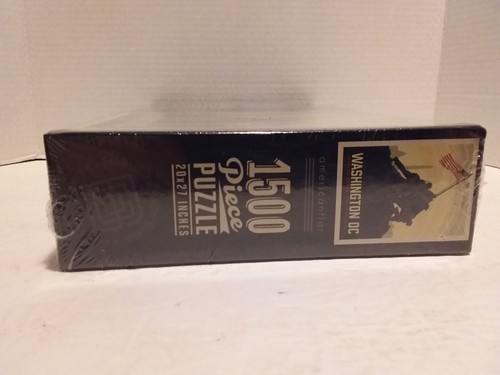 WASHINGTON DC
americanflat
1500
Piece
PUZZLE
20x27 INCHES